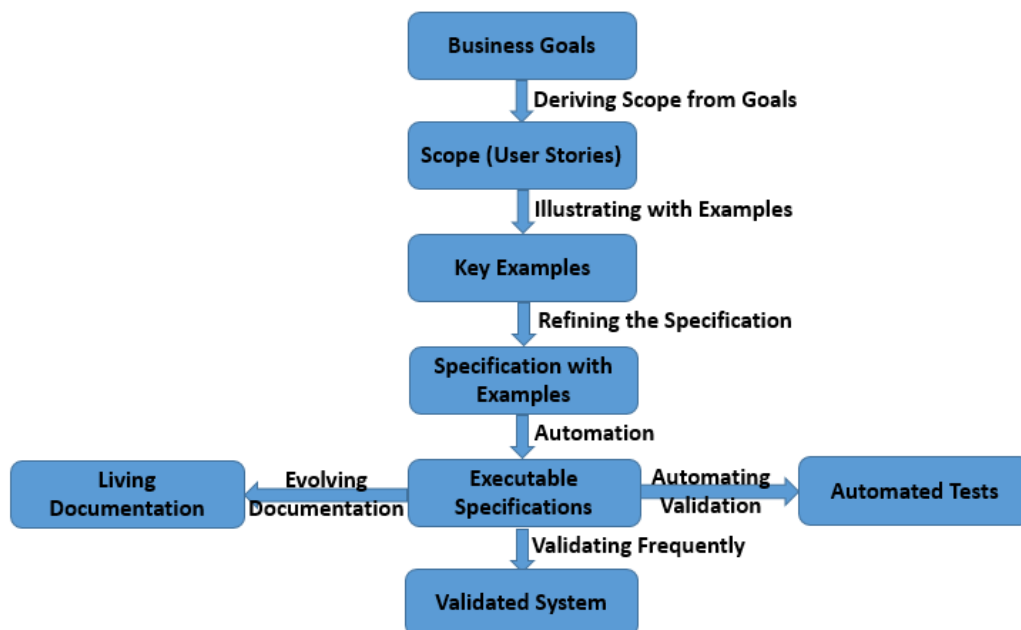 Business Goals
Deriving Scope from Goals
Scope (User Stories)
Illustrating with Examples
Key Examples
Refining the Specification
Specification with
Examples
Automation
Living
Documentation
Evolving
Documentation
Executable
Specifications
Automating
Validation
Automated Tests
Validating Frequently
Validated System